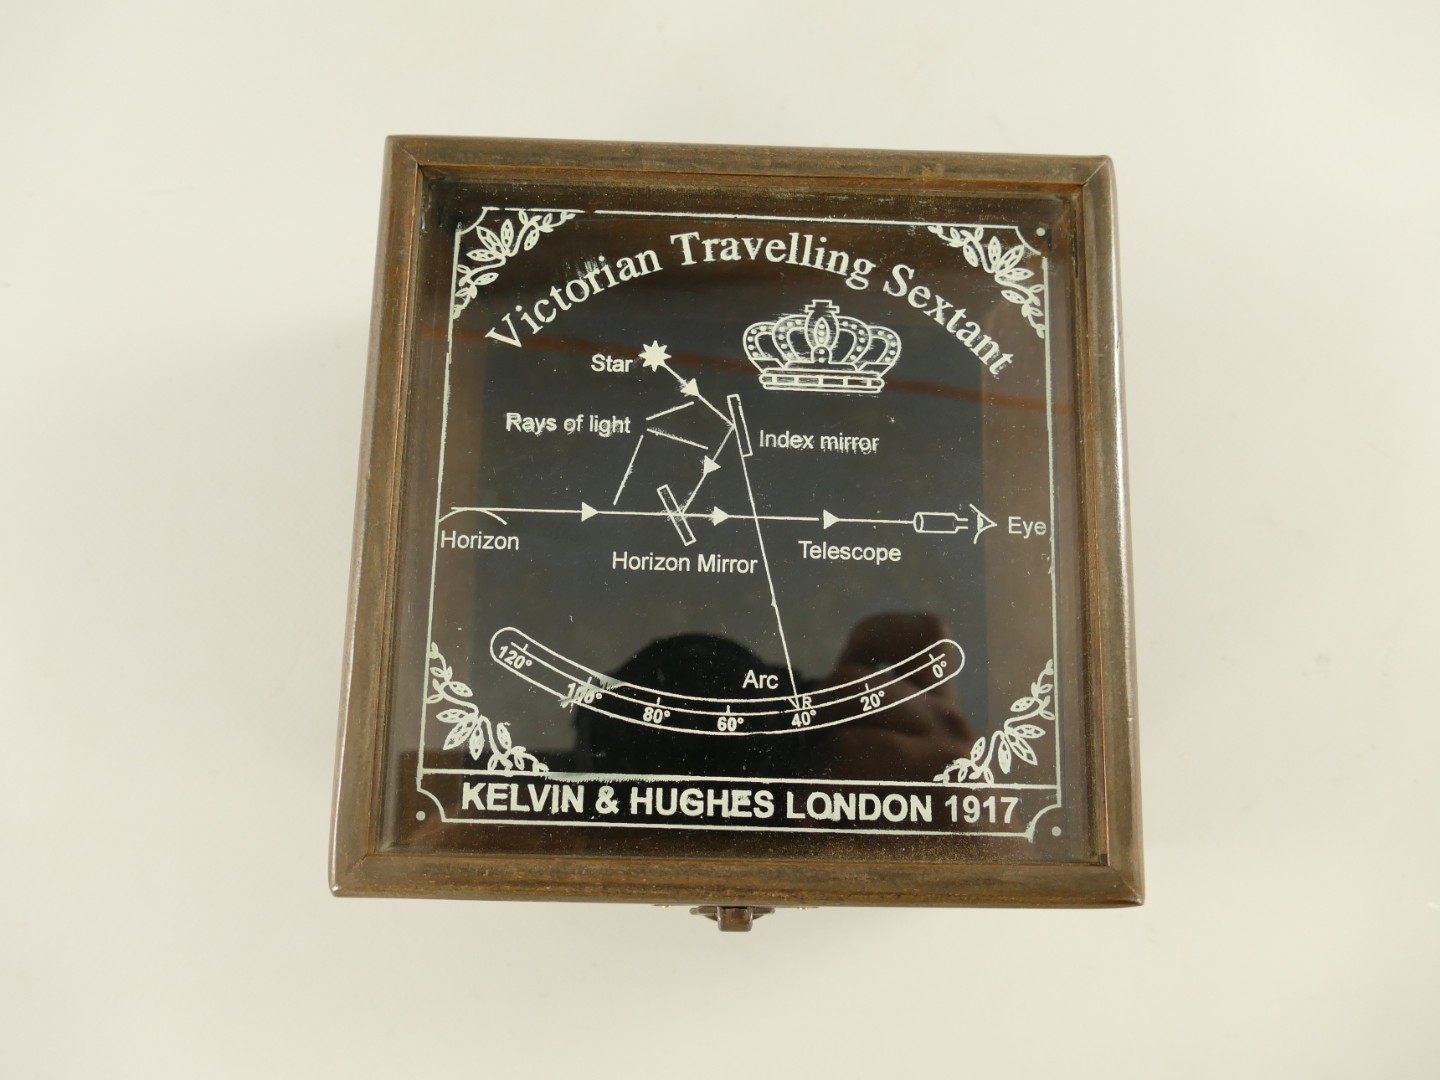 Victorian Travelling Sextant
Star
Rays of light
Index mirror
Horizon
Horizon Mirror
Telescope
Eye
Arc
R
120° 100° 80° 60° 40° 20° 0°
KELVIN & HUGHES LONDON 1917